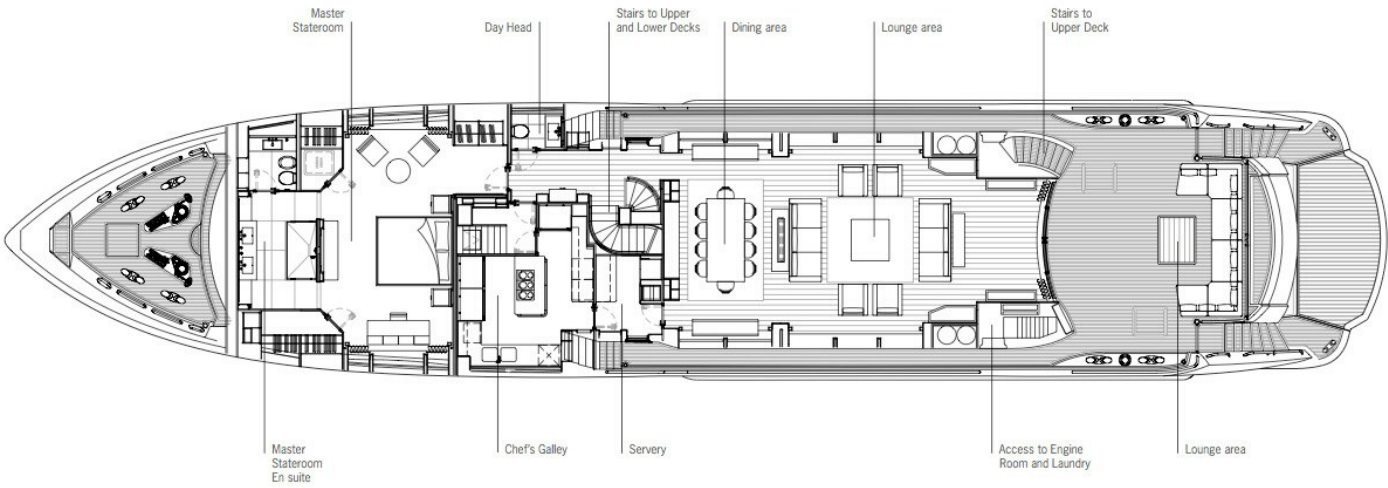 Master
Stateroom
Day Head
Stairs to Upper
and Lower Decks
Dining area
Lounge area
Stairs to
Upper Deck
Master
Stateroom
En suite
Chef's Galley
Servery
Access to Engine
Room and Laundry
Lounge area